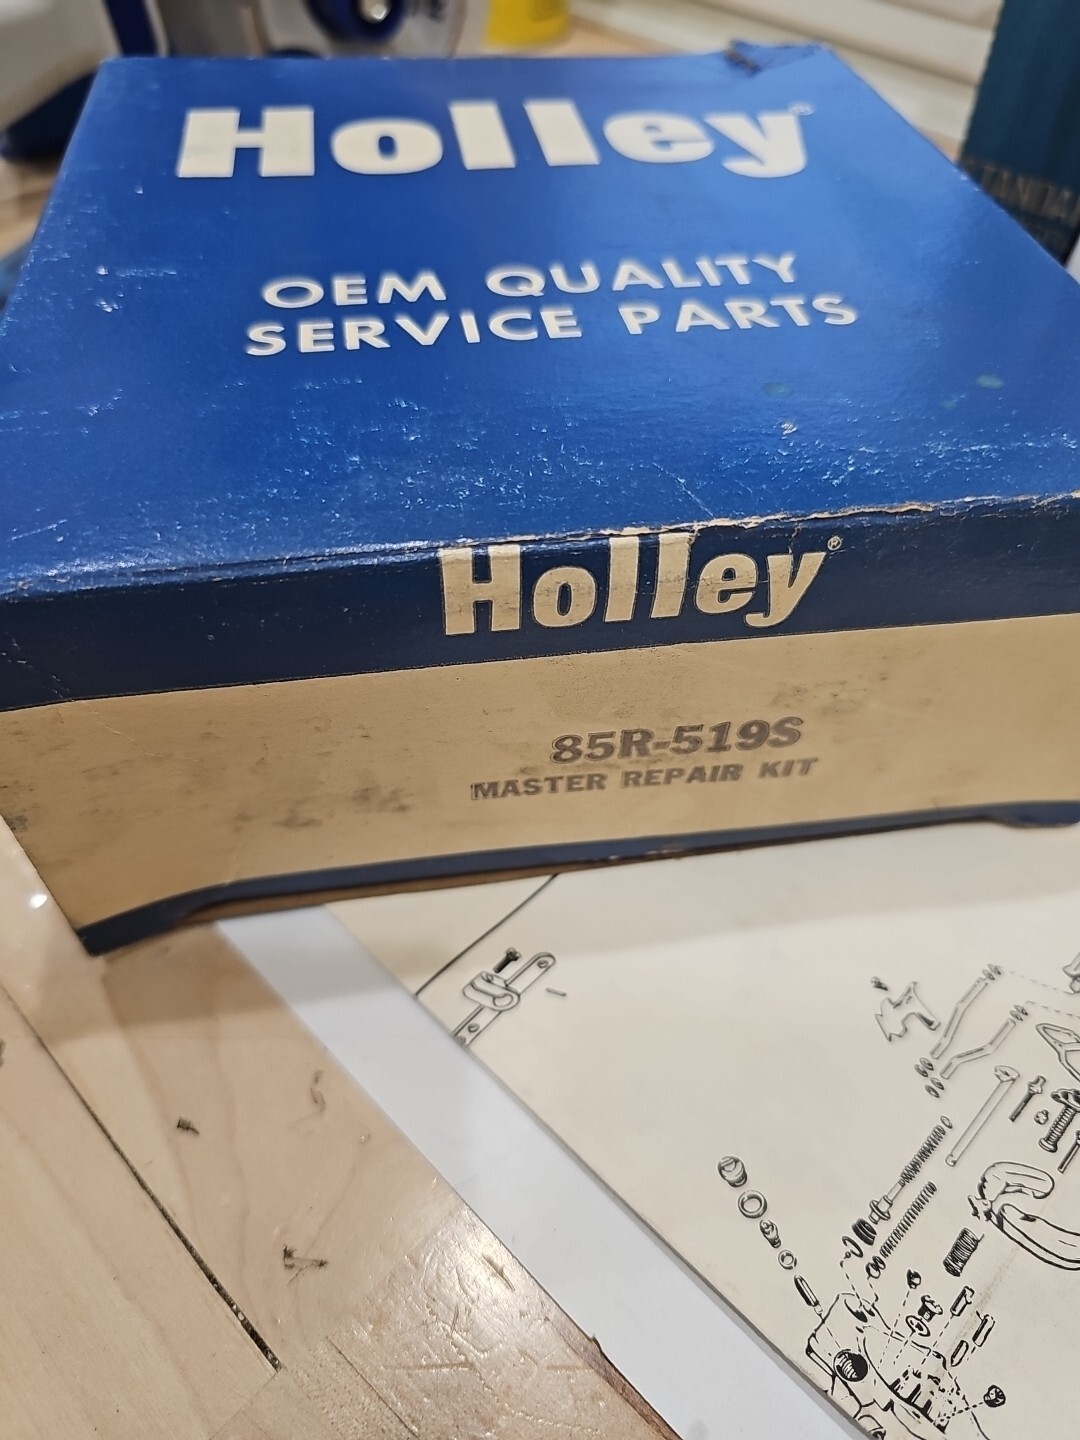 Holley®
OEM QUALITY
SERVICE PARTS
Holley®
85R-519S
MASTER REPAIR KIT